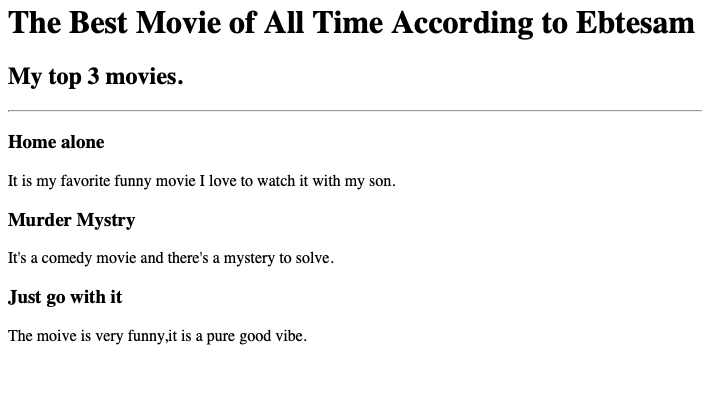 The Best Movie of All Time According to Ebtesam
My top 3 movies.
Home alone
It is my favorite funny movie I love to watch it with my son.
Murder Mystry
It's a comedy movie and there's a mystery to solve.
Just go with it
The moive is very funny,it is a pure good vibe.